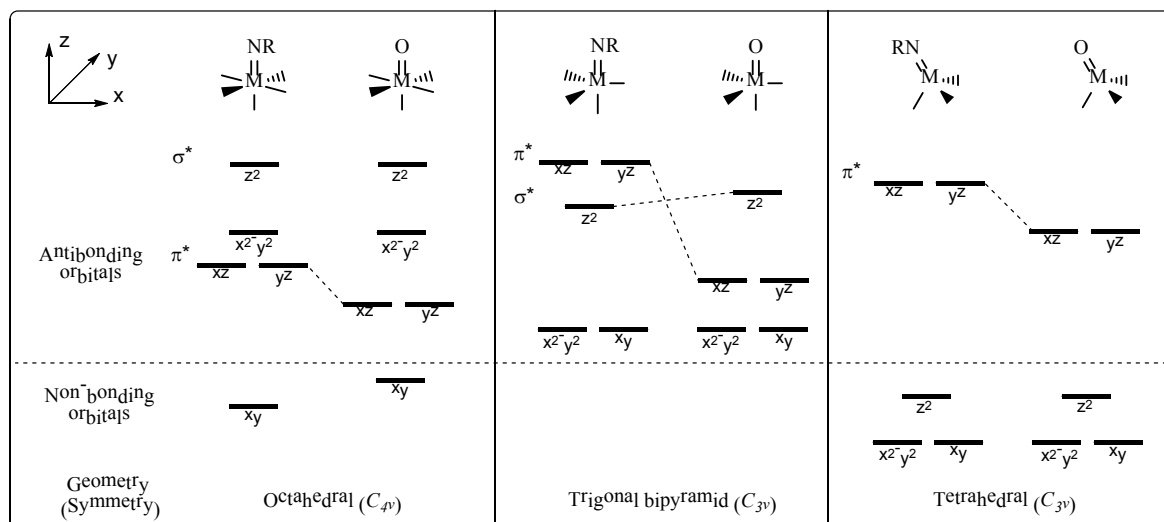 z
y
x
NR
M
O
M
NR
M
O
M
RN
M
O
M
σ*
z2
z2
x2-y2
x2-y2
π*
xz
yz
xz
yz
Antibonding
orbitals
π*
xz
yz
σ*
z2
z2
xz
yz
x2-y2
xy
x2-y2
xy
π*
xz
yz
xz
yz
Non-bonding
orbitals
xy
xy
z2
z2
x2-y2
xy
x2-y2
xy
Geometry
(Symmetry)
Octahedral (C4v)
Trigonal bipyramid (C3v)
Tetrahedral (C3v)